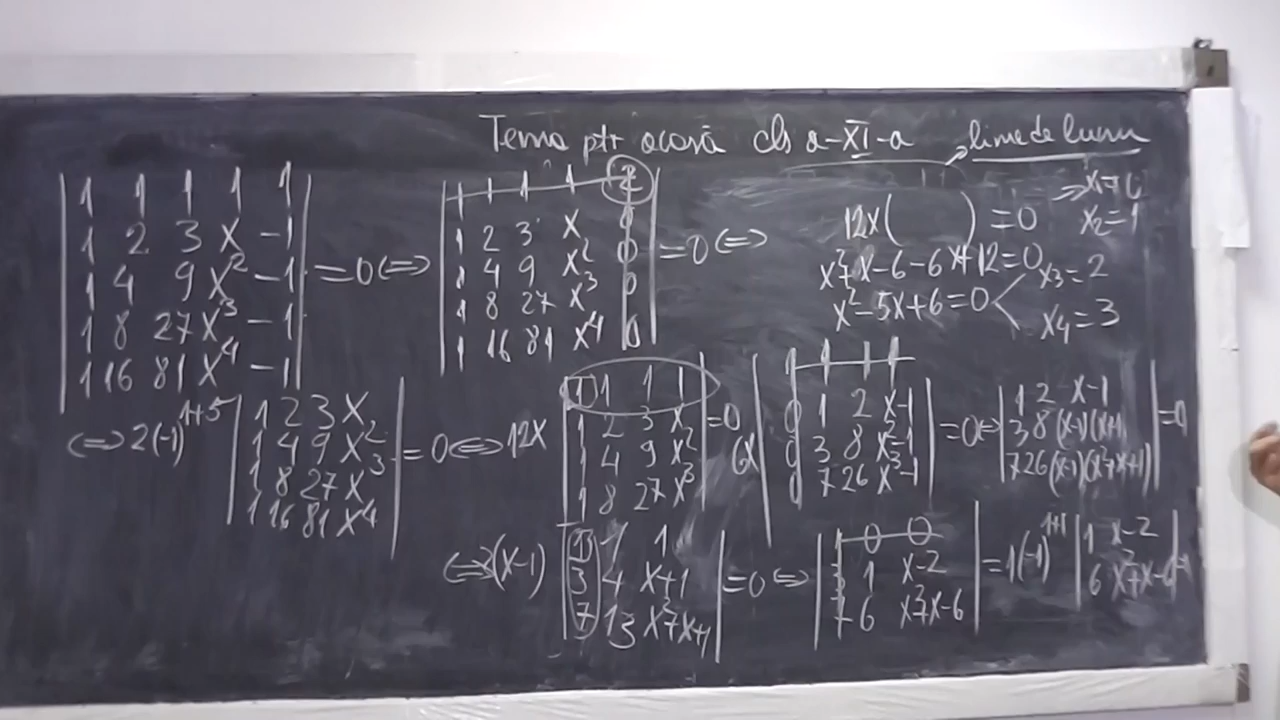 Tema ptr acasă cls a-XI-a
1 1 1 1 1
1 2 3 x -1
1 4 9 x² -1
1 8 27 x³ -1
1 16 81 x⁴ -1
= 0 ⇔
1 1 1 1 2
1 2 3 x 0
1 4 9 x² 0
1 8 27 x³ 0
1 16 81 x⁴ 0
= 0 ⇔
12x( ) = 0
x₂ = 1
x²+x-6-6x+12=0
x²-5x+6=0
x₃=2
x₄=3
⇔ 2(-1)¹⁺⁵
1 2 3 x
1 4 9 x²
1 8 27 x³
1 16 81 x⁴
= 0 ⇔ 12x
1 1 1 1
1 2 3 x
1 4 9 x²
1 8 27 x³
= 0
6x
1 1 1 1
0 1 2 x-1
0 3 8 x²-1
0 7 26 x³-1
= 0 ⇔
1 2 x-1
3 8 (x-1)(x+1)
7 26 (x-1)(x²+x+1)
= 0
⇔ 2(x-1)
1 1 1
3 4 x+1
7 13 x²+x+1
= 0 ⇔
1 0 0
3 1 x-2
7 6 x²+x-6
= 1(-1)¹⁺¹
1 x-2
6 x²+x-6